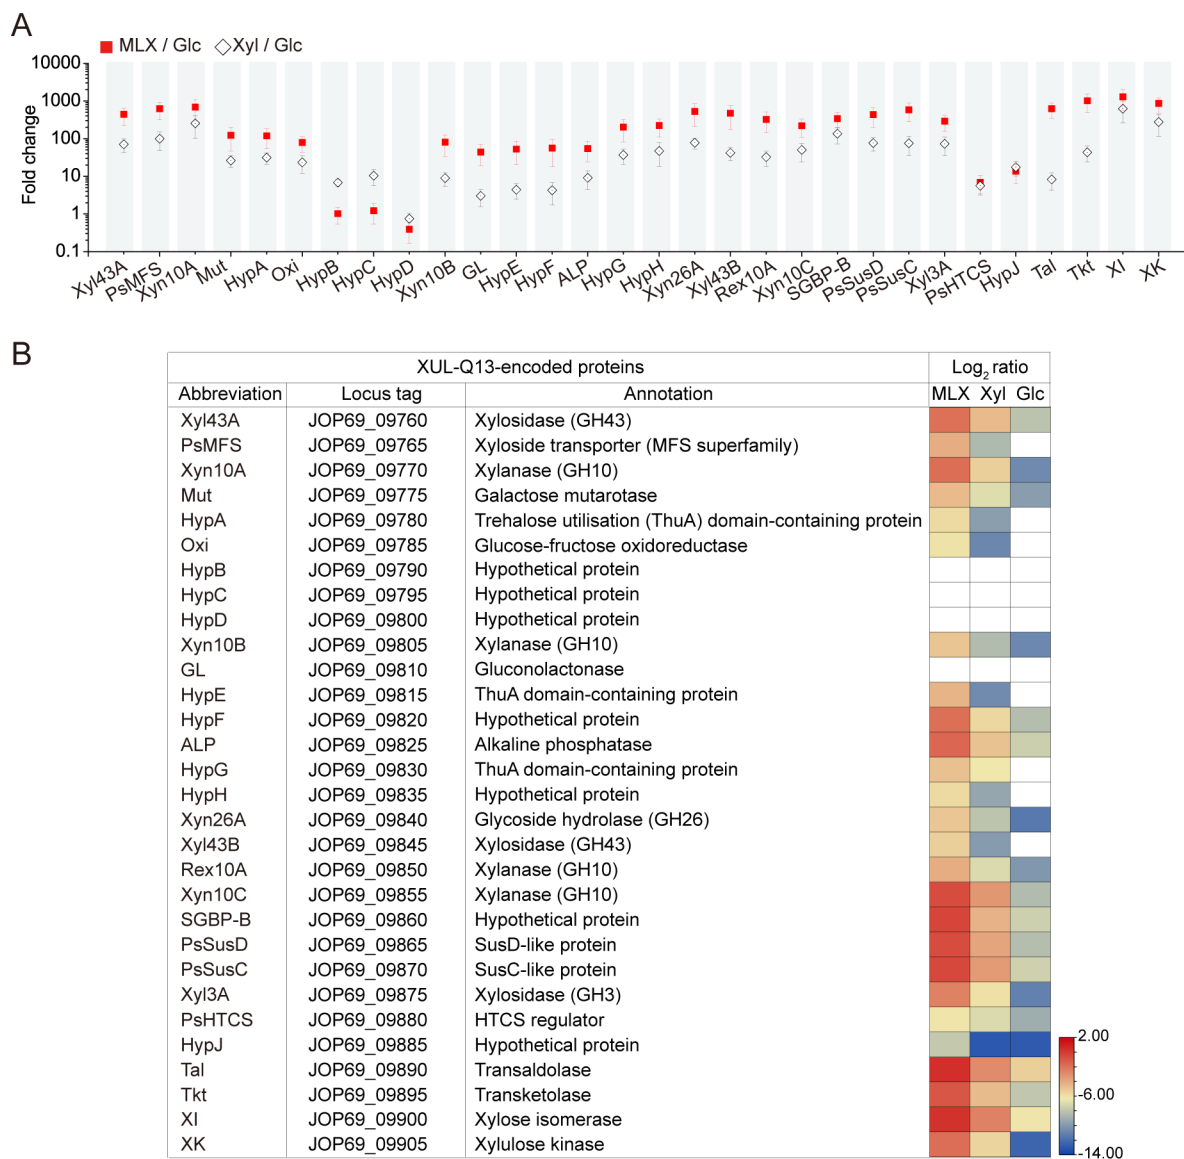 A
MLX / Glc Xyl / Glc
10000
1000
100
10
1
0.1
Fold change
Xyl43A PsMFS Xyn10A Mut HypA Oxi HypB HypC HypD Xyn10B GL HypE HypF ALP HypG HypH Xyn26A Xyl43B Rex10A Xyn10C SGBP-B PsSusD PsSusC Xyl3A PsHTCS HypJ Tal Tkt XI XK
B
XUL-Q13-encoded proteins Log2 ratio
Abbreviation Locus tag Annotation MLX Xyl Glc
Xyl43A JOP69_09760 Xylosidase (GH43)
PsMFS JOP69_09765 Xyloside transporter (MFS superfamily)
Xyn10A JOP69_09770 Xylanase (GH10)
Mut JOP69_09775 Galactose mutarotase
HypA JOP69_09780 Trehalose utilisation (ThuA) domain-containing protein
Oxi JOP69_09785 Glucose-fructose oxidoreductase
HypB JOP69_09790 Hypothetical protein
HypC JOP69_09795 Hypothetical protein
HypD JOP69_09800 Hypothetical protein
Xyn10B JOP69_09805 Xylanase (GH10)
GL JOP69_09810 Gluconolactonase
HypE JOP69_09815 ThuA domain-containing protein
HypF JOP69_09820 Hypothetical protein
ALP JOP69_09825 Alkaline phosphatase
HypG JOP69_09830 ThuA domain-containing protein
HypH JOP69_09835 Hypothetical protein
Xyn26A JOP69_09840 Glycoside hydrolase (GH26)
Xyl43B JOP69_09845 Xylosidase (GH43)
Rex10A JOP69_09850 Xylanase (GH10)
Xyn10C JOP69_09855 Xylanase (GH10)
SGBP-B JOP69_09860 Hypothetical protein
PsSusD JOP69_09865 SusD-like protein
PsSusC JOP69_09870 SusC-like protein
Xyl3A JOP69_09875 Xylosidase (GH3)
PsHTCS JOP69_09880 HTCS regulator
HypJ JOP69_09885 Hypothetical protein
Tal JOP69_09890 Transaldolase
Tkt JOP69_09895 Transketolase
XI JOP69_09900 Xylose isomerase
XK JOP69_09905 Xylulose kinase
2.00
-6.00
-14.00